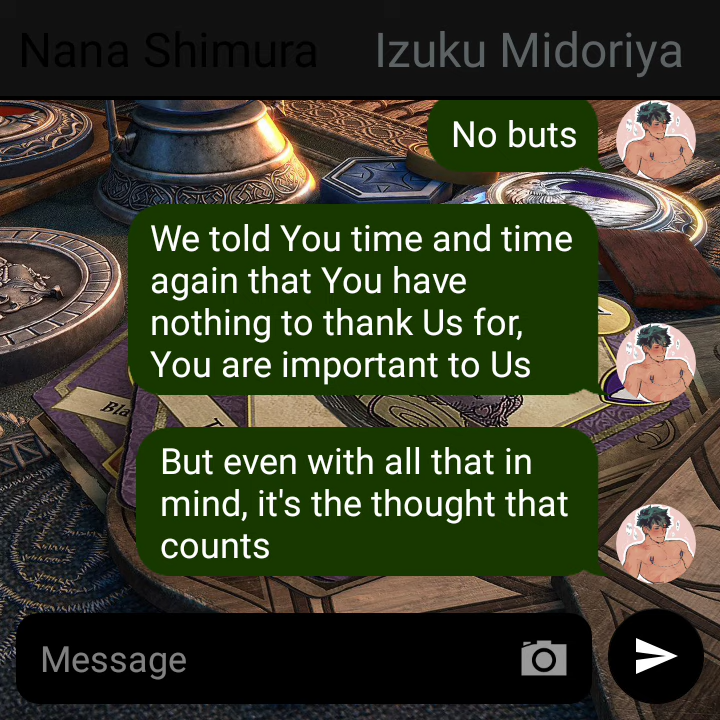 Nana Shimura Izuku Midoriya
No buts
We told You time and time
again that You have
nothing to thank Us for,
You are important to Us
Bla
But even with all that in
mind, it's the thought that
counts
Message